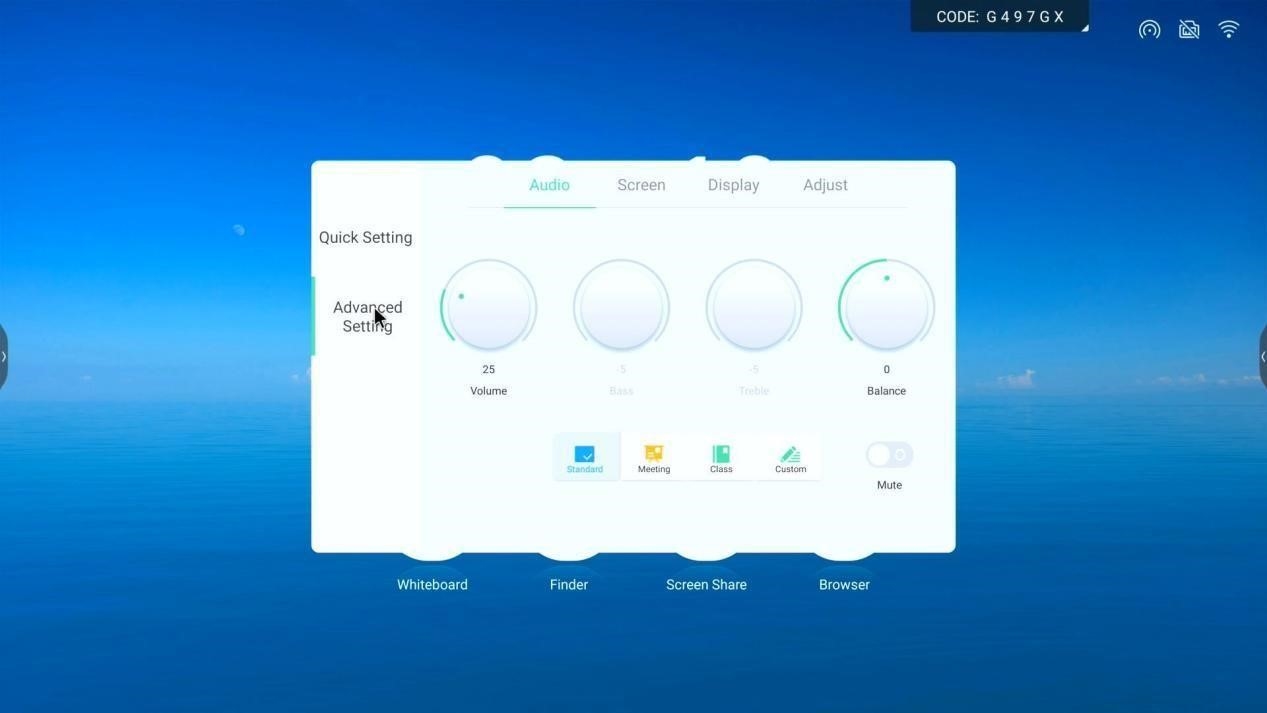 CODE: G 4 9 7 G X
Audio Screen Display Adjust
Quick Setting
Advanced
Setting
25 -5 -5 0
Volume Bass Treble Balance
Standard Meeting Class Custom
Mute
Whiteboard Finder Screen Share Browser